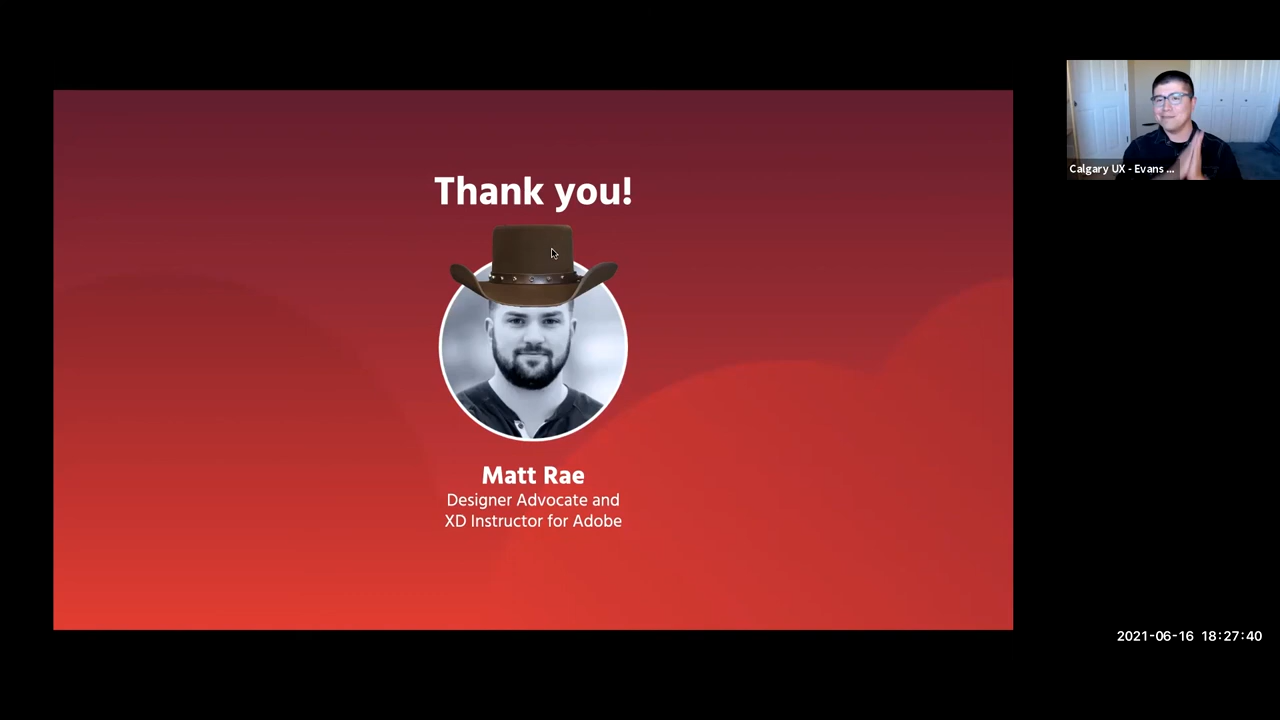 Thank you!
Matt Rae
Designer Advocate and
XD Instructor for Adobe
Calgary UX - Evans ...
2021-06-16 18:27:40